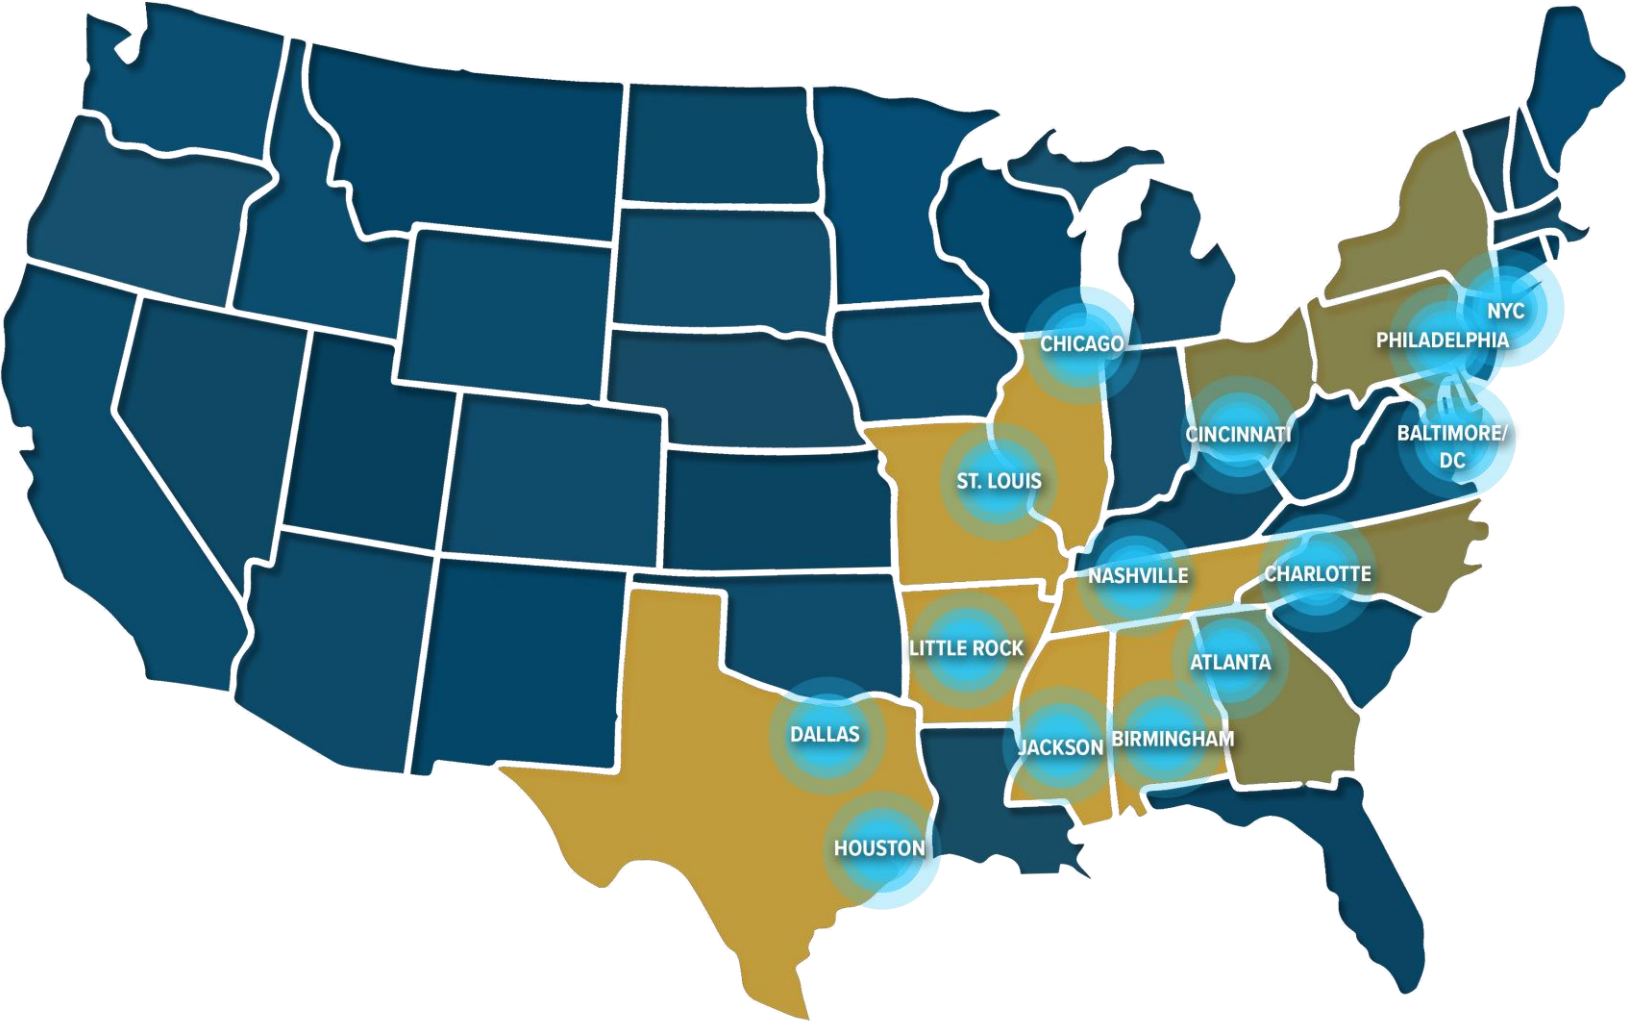 NYC
PHILADELPHIA
CHICAGO
CINCINNATI
BALTIMORE/
DC
ST. LOUIS
NASHVILLE
CHARLOTTE
LITTLE ROCK
ATLANTA
DALLAS
JACKSON
BIRMINGHAM
HOUSTON